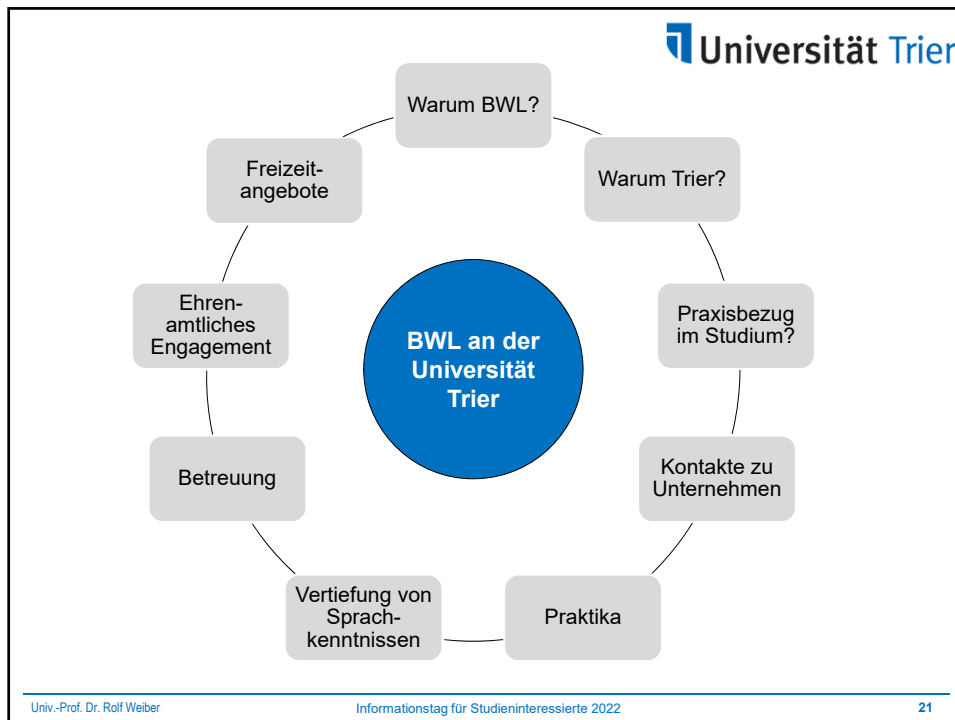 Universität Trier
Warum BWL?
Warum Trier?
Praxisbezug
im Studium?
Kontakte zu
Unternehmen
Praktika
Vertiefung von
Sprach-
kenntnissen
Betreuung
Ehren-
amtliches
Engagement
Freizeit-
angebote
BWL an der
Universität
Trier
Univ.-Prof. Dr. Rolf Weiber
Informationstag für Studieninteressierte 2022
21